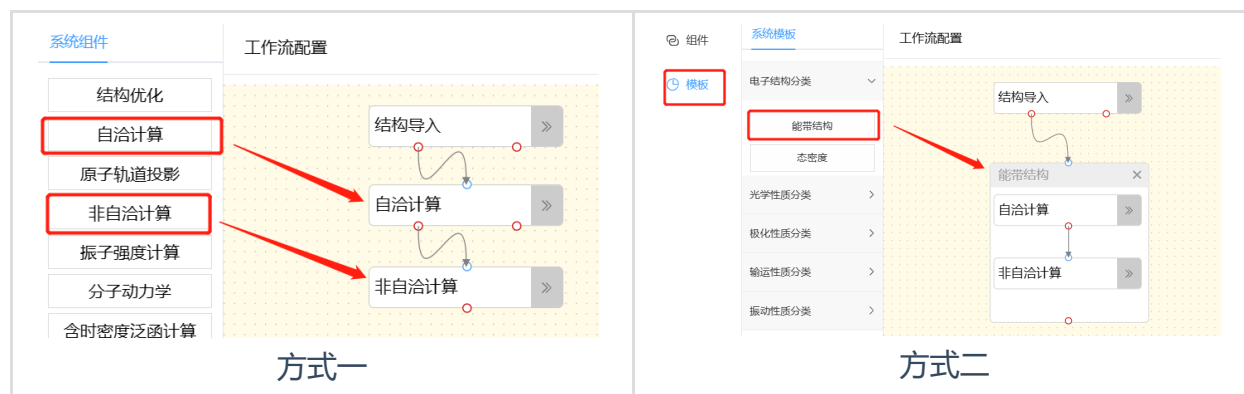 系统组件
工作流配置
结构优化
自洽计算
原子轨道投影
非自洽计算
振子强度计算
分子动力学
含时密度泛函计算
结构导入
自洽计算
非自洽计算
方式一
组件
模板
系统模板
工作流配置
电子结构分类
能带结构
态密度
光学性质分类
极化性质分类
输运性质分类
振动性质分类
结构导入
能带结构
自洽计算
非自洽计算
方式二